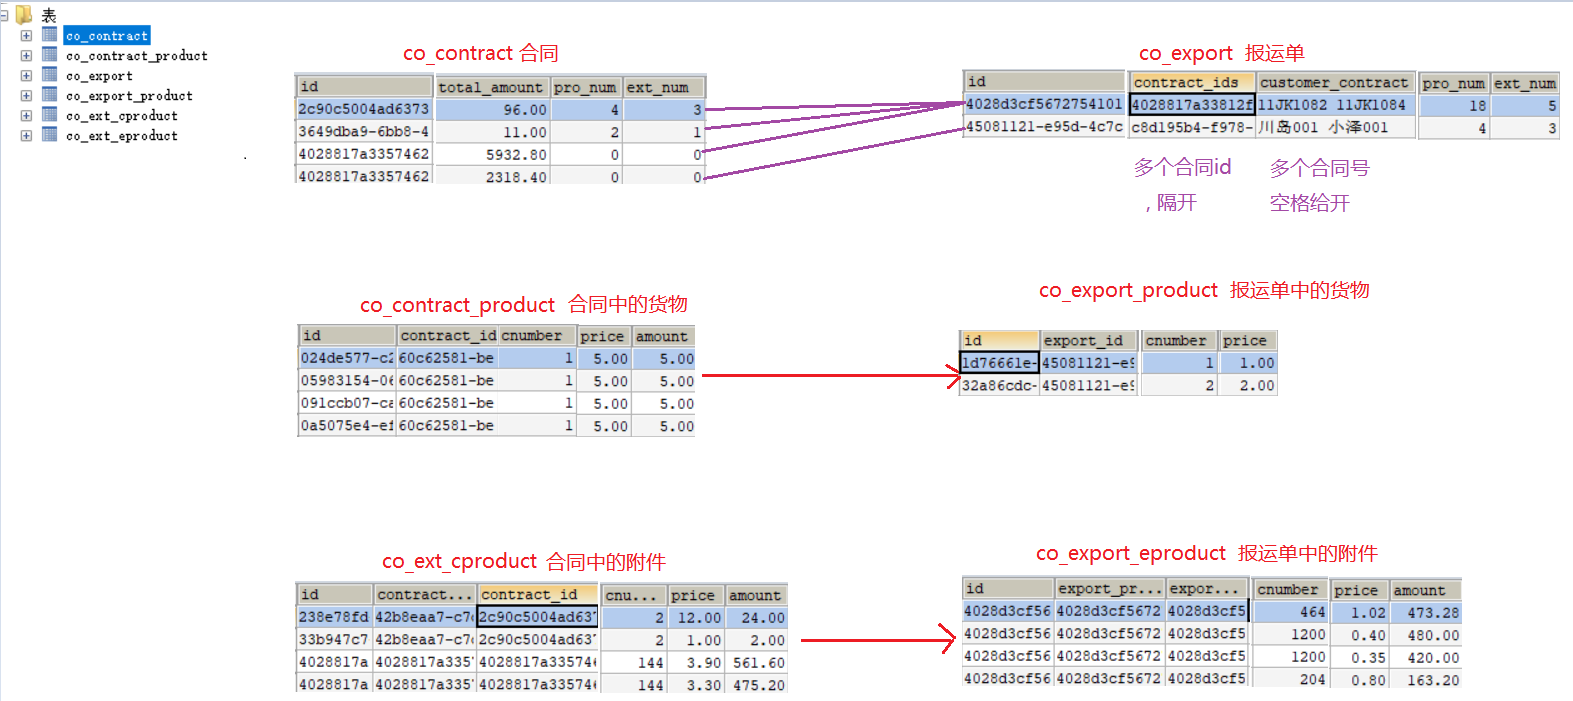 表
co_contract
co_contract_product
co_export
co_export_product
co_ext_cproduct
co_ext_eproduct
co_contract 合同
id total_amount pro_num ext_num
2c90c5004ad6373 96.00 4 3
3649dba9-6bb8-4 11.00 2 1
4028817a3357462 5932.80 0 0
4028817a3357462 2318.40 0 0
co_export 报运单
id contract_ids customer_contract pro_num ext_num
4028d3cf5672754101 4028817a33812f 11JK1082 11JK1084 18 5
45081121-e95d-4c7c c8d195b4-f978- 川岛001 小泽001 4 3
多个合同id
, 隔开
多个合同号
空格给开
co_contract_product 合同中的货物
id contract_id cnumber price amount
024de577-c2 60c62581-be 1 5.00 5.00
05983154-06 60c62581-be 1 5.00 5.00
091ccb07-ca 60c62581-be 1 5.00 5.00
0a5075e4-ef 60c62581-be 1 5.00 5.00
co_export_product 报运单中的货物
id export_id cnumber price
1d76661e- 45081121-e9 1 1.00
32a86cdc- 45081121-e9 2 2.00
co_ext_cproduct 合同中的附件
id contract... contract_id cnu... price amount
238e78fd 42b8eaa7-c7 2c90c5004ad63 2 12.00 24.00
33b947c7 42b8eaa7-c7 2c90c5004ad63 2 1.00 2.00
4028817a 4028817a335 4028817a33574 144 3.90 561.60
4028817a 4028817a335 4028817a33574 144 3.30 475.20
co_export_eproduct 报运单中的附件
id export_pr... expor... cnumber price amount
4028d3cf56 4028d3cf5672 4028d3cf5 464 1.02 473.28
4028d3cf56 4028d3cf5672 4028d3cf5 1200 0.40 480.00
4028d3cf56 4028d3cf5672 4028d3cf5 1200 0.35 420.00
4028d3cf56 4028d3cf5672 4028d3cf5 204 0.80 163.20